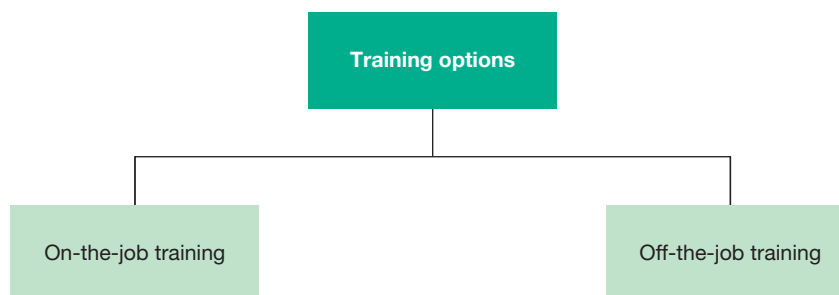 Training options
On-the-job training
Off-the-job training